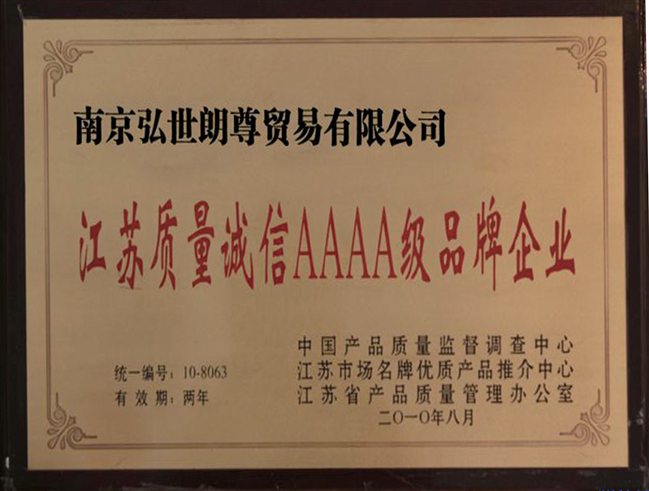 南京弘世朗尊贸易有限公司
江苏质量诚信AAAA级品牌企业
中国产品质量监督调查中心
统一编号：10-8063 江苏市场名牌优质产品推介中心
有效期：两年 江苏省产品质量管理办公室
二〇一〇年八月